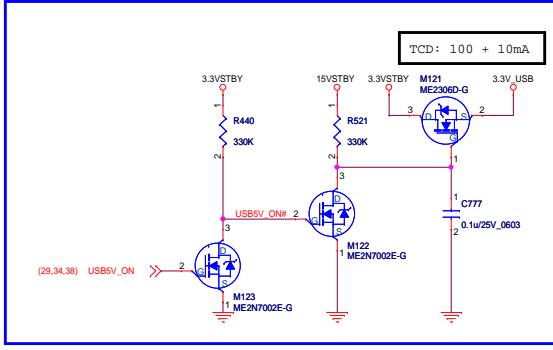 TCD: 100 + 10mA
3.3VSTBY
15VSTBY
3.3VSTBY
M121
ME2306D-G
3.3V_USB
1
R440
330K
2
1
R521
330K
2
3
D
S
2
G
1
3
USB5V_ON#
2
G
D
S
1
M122
ME2N7002E-G
1
C777
0.1u/25V_0603
2
3
(29,34,38)
USB5V_ON
2
G
D
S
1
M123
ME2N7002E-G